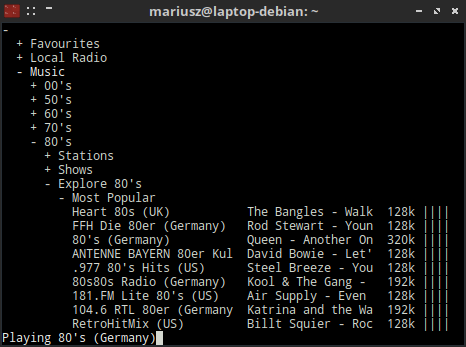 mariusz@laptop-debian: ~
-
+ Favourites
+ Local Radio
- Music
+ 00's
+ 50's
+ 60's
+ 70's
- 80's
+ Stations
+ Shows
- Explore 80's
- Most Popular
Heart 80s (UK) The Bangles - Walk 128k ||||
FFH Die 80er (Germany) Rod Stewart - Youn 128k ||||
80's (Germany) Queen - Another On 320k ||||
ANTENNE BAYERN 80er Kul David Bowie - Let' 128k ||||
.977 80's Hits (US) Steel Breeze - You 128k ||||
80s80s Radio (Germany) Kool & The Gang - 192k ||||
181.FM Lite 80's (US) Air Supply - Even 128k ||||
104.6 RTL 80er (Germany Katrina and the Wa 192k ||||
RetroHitMix (US) Billt Squier - Roc 128k ||||
Playing 80's (Germany)